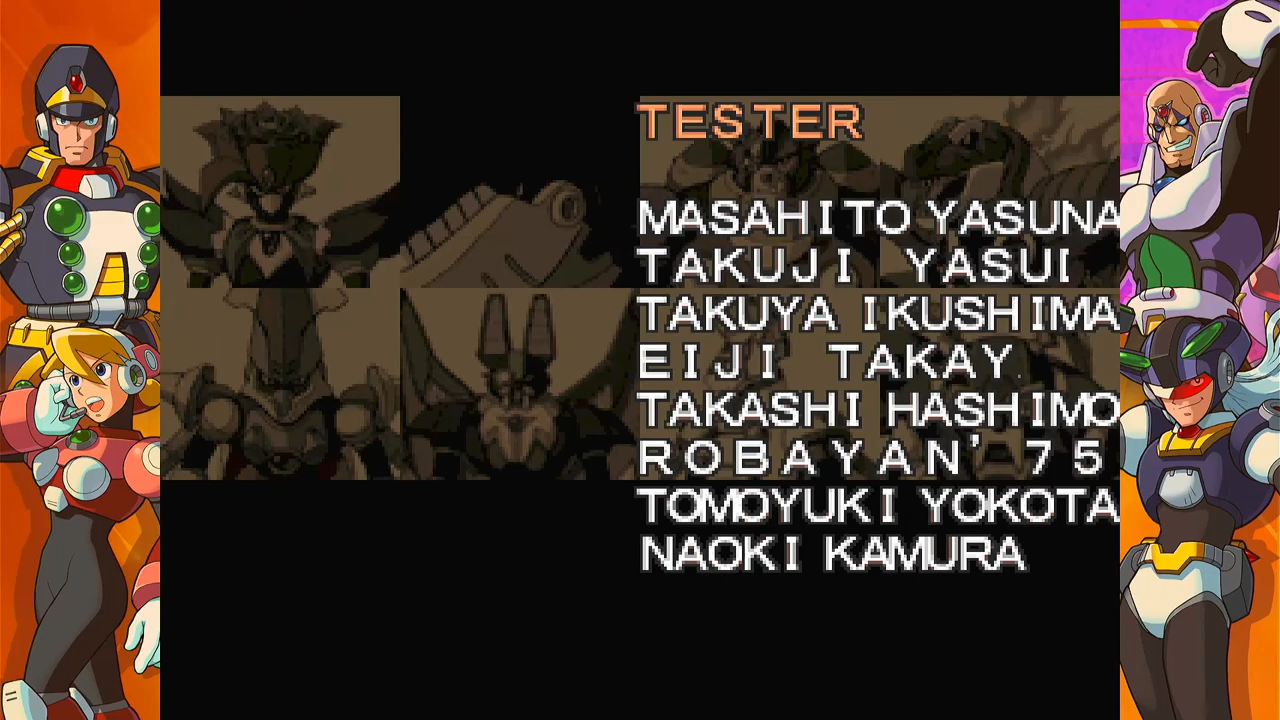 TESTER
MASAHITO YASUNA
TAKUJI YASUI
TAKUYA IKUSHIMA
EIJI TAKAY
TAKASHI HASHIMO
ROBAYAN'75
TOMOYUKI YOKOTA
NAOKI KAMURA